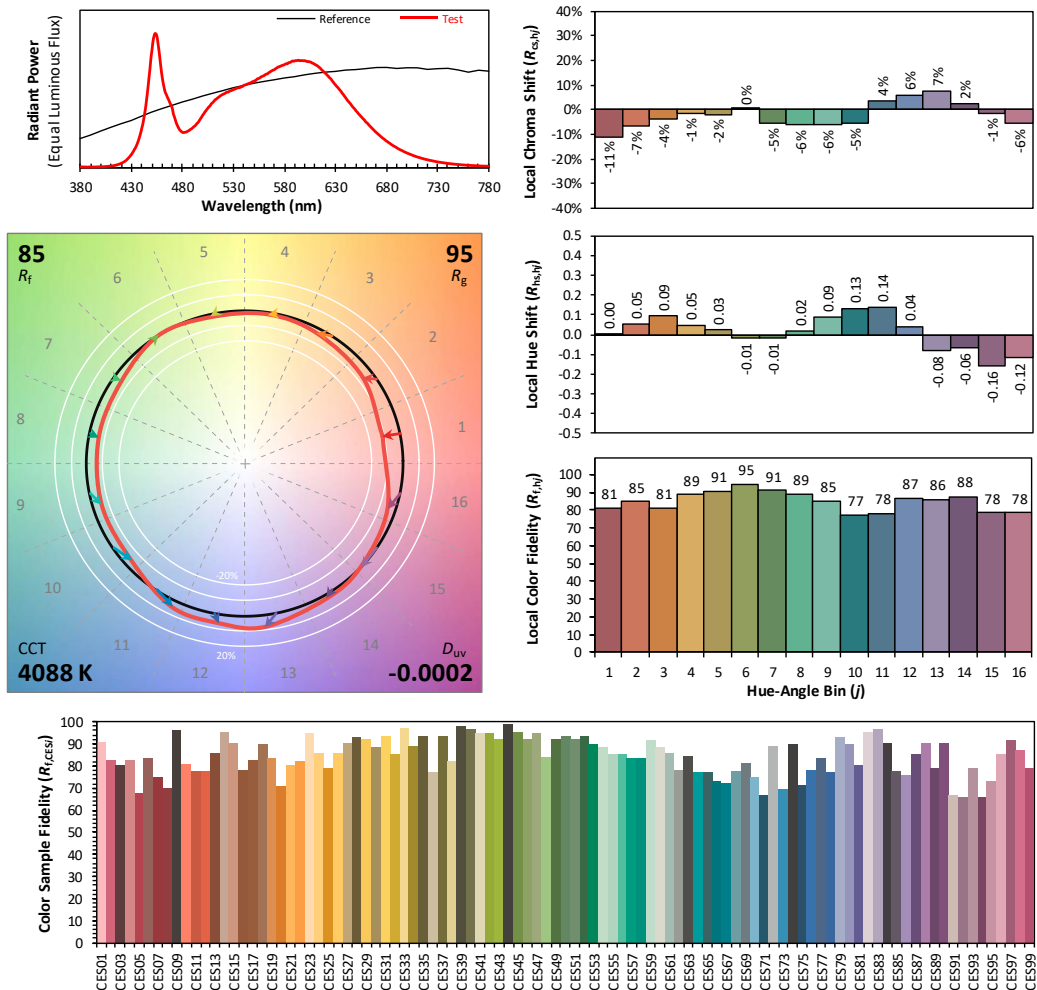 Radiant Power
(Equal Luminous Flux)
Reference
Test
380 430 480 530 580 630 680 730 780
Wavelength (nm)
Local Chroma Shift (Rcs,hj)
40%
30%
20%
10%
0%
-10%
-20%
-30%
-40%
-11% -7% -4% -1% -2% 0% -5% -6% -6% -5% 4% 6% 7% 2% -1% -6%
85
Rf
95
Rg
5 4
6 3
7 2
8 1
9 16
10 15
11 12 13 14
-20%
20%
CCT
4088 K
Duv
-0.0002
Local Hue Shift (Rhs,hj)
0.5
0.4
0.3
0.2
0.1
0.0
-0.1
-0.2
-0.3
-0.4
-0.5
0.00 0.05 0.09 0.05 0.03 -0.01 -0.01 0.02 0.09 0.13 0.14 0.04 -0.08 -0.06 -0.16 -0.12
Local Color Fidelity (Rf,hj)
100
90
80
70
60
50
40
30
20
10
0
81 85 81 89 91 95 91 89 85 77 78 87 86 88 78 78
1 2 3 4 5 6 7 8 9 10 11 12 13 14 15 16
Hue-Angle Bin (j)
Color Sample Fidelity (Rf,CESi)
100
90
80
70
60
50
40
30
20
10
0
CES01 CES03 CES05 CES07 CES09 CES11 CES13 CES15 CES17 CES19 CES21 CES23 CES25 CES27 CES29 CES31 CES33 CES35 CES37 CES39 CES41 CES43 CES45 CES47 CES49 CES51 CES53 CES55 CES57 CES59 CES61 CES63 CES65 CES67 CES69 CES71 CES73 CES75 CES77 CES79 CES81 CES83 CES85 CES87 CES89 CES91 CES93 CES95 CES97 CES99